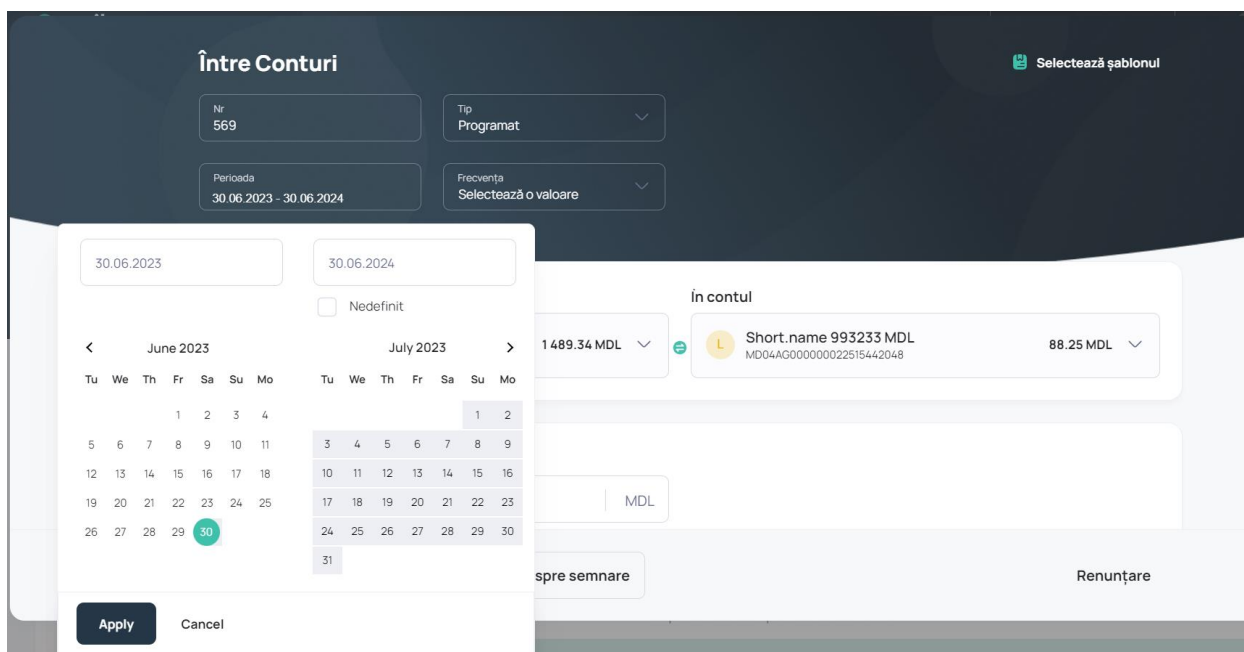 Între Conturi
Selectează șablonul
Nr
569
Tip
Programat
Perioada
30.06.2023 - 30.06.2024
Frecvența
Selectează o valoare
30.06.2023
30.06.2024
Nedefinit
June 2023
July 2023
Tu We Th Fr Sa Su Mo
Tu We Th Fr Sa Su Mo
1 2 3 4
1 2
5 6 7 8 9 10 11
3 4 5 6 7 8 9
12 13 14 15 16 17 18
10 11 12 13 14 15 16
19 20 21 22 23 24 25
17 18 19 20 21 22 23
26 27 28 29 30
24 25 26 27 28 29 30
31
Apply
Cancel
1 489.34 MDL
În contul
L
Short.name 993233 MDL
MD04AG000000022515442048
88.25 MDL
MDL
spre semnare
Renunțare